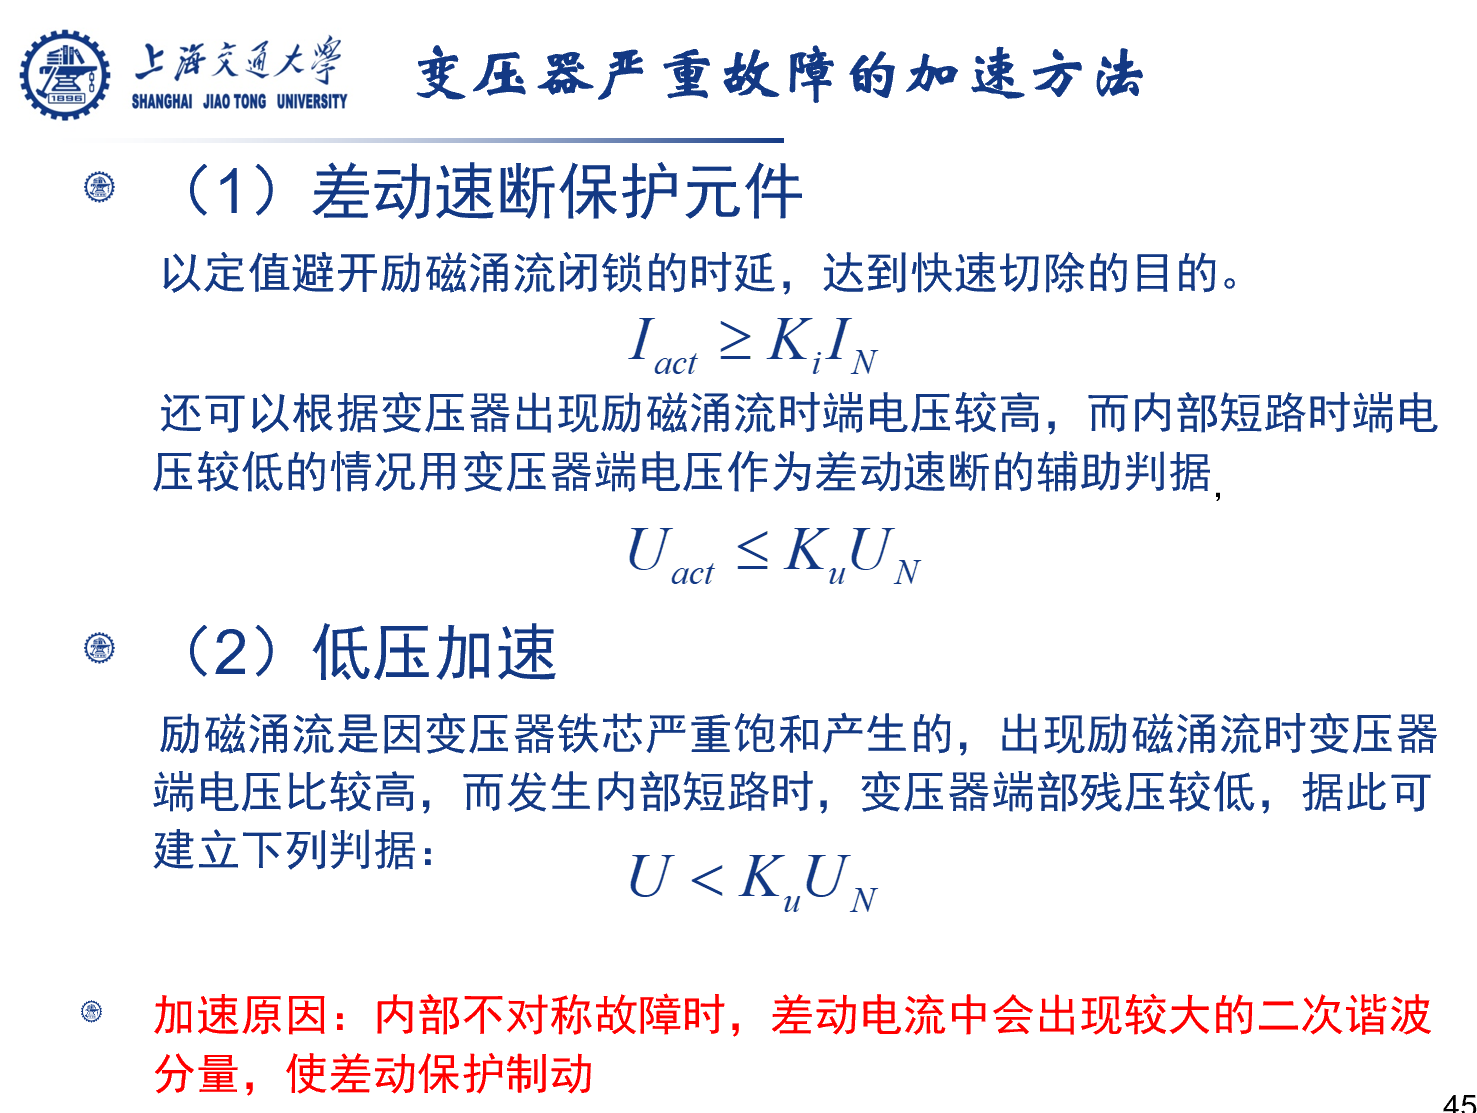 上海交通大学
SHANGHAI JIAO TONG UNIVERSITY
1896
变压器严重故障的加速方法
（1）差动速断保护元件
以定值避开励磁涌流闭锁的时延，达到快速切除的目的。
I_act ≥ K_i I_N
还可以根据变压器出现励磁涌流时端电压较高，而内部短路时端电
压较低的情况用变压器端电压作为差动速断的辅助判据，
U_act ≤ K_u U_N
（2）低压加速
励磁涌流是因变压器铁芯严重饱和产生的，出现励磁涌流时变压器
端电压比较高，而发生内部短路时，变压器端部残压较低，据此可
建立下列判据：
U < K_u U_N
加速原因：内部不对称故障时，差动电流中会出现较大的二次谐波
分量，使差动保护制动
45